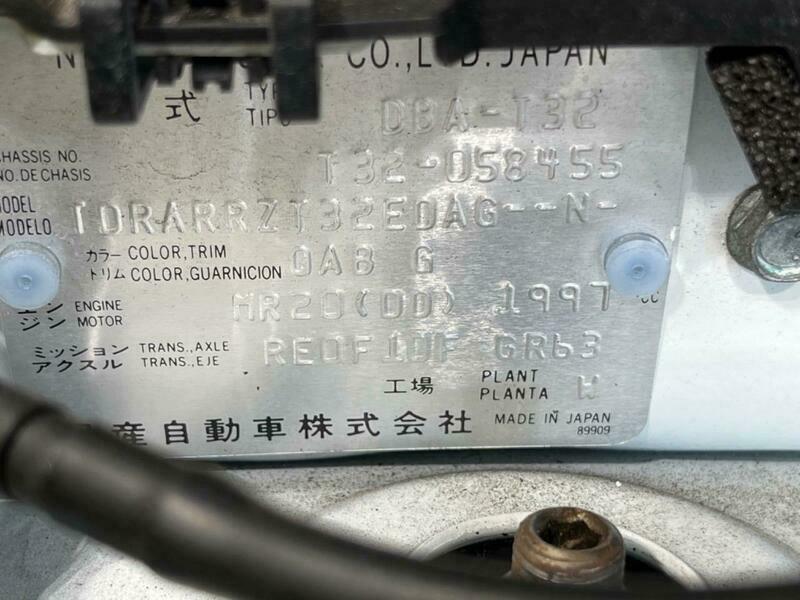 CO.,L D. JAPAN
式 TIPO DBA-T32
CHASSIS NO. T32-058455
NO. DE CHASIS
MODEL TDRARRZT32EDAG--N-
MODELO
カラー COLOR,TRIM QAB G
トリム COLOR,GUARNICION
エン ENGINE MR20(DD) 1997 cc
ジン MOTOR
ミッション TRANS.,AXLE RE0F10F GR63
アクスル TRANS.,EJE
工場 PLANT W
PLANTA
産自動車株式会社 MADE IN JAPAN
89909